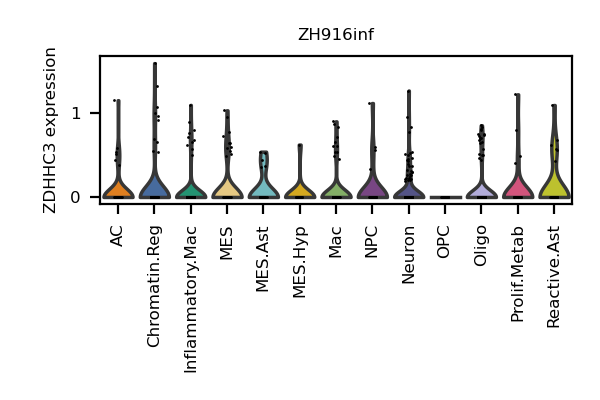 ZH916inf
ZDHHC3 expression
1
0
AC
Chromatin.Reg
Inflammatory.Mac
MES
MES.Ast
MES.Hyp
Mac
NPC
Neuron
OPC
Oligo
Prolif.Metab
Reactive.Ast